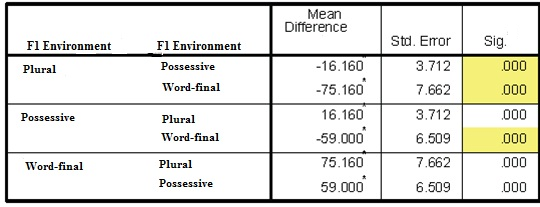 Mean
Difference
F1 Environment F1 Environment Std. Error Sig.
Plural Possessive -16.160* 3.712 .000
Word-final -75.160* 7.662 .000
Possessive Plural 16.160* 3.712 .000
Word-final -59.000* 6.509 .000
Word-final Plural 75.160* 7.662 .000
Possessive 59.000* 6.509 .000